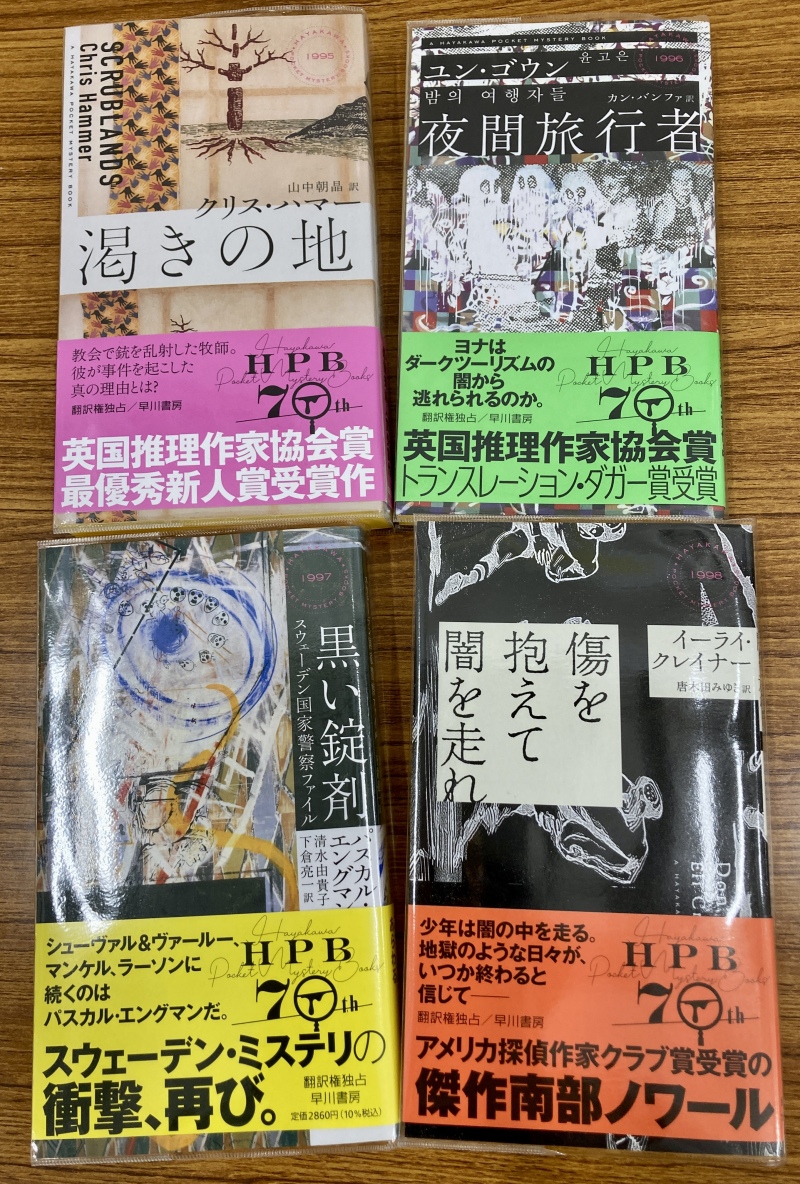 A HAYAKAWA POCKET MYSTERY BOOK
SCRUBLANDS
Chris Hammer
1995
山中朝晶 訳
クリス・ハマー
渇きの地
教会で銃を乱射した牧師。
彼が事件を起こした
真の理由とは?
翻訳権独占/早川書房
Hayakawa
HPB
Pocket Mystery Books
70th
英国推理作家協会賞
最優秀新人賞受賞作
A HAYAKAWA POCKET MYSTERY BOOK
1996
ユン・ゴウン
윤고은
밤의 여행자들
カン・バンファ 訳
夜間旅行者
ヨナは
ダークツーリズムの
闇から
逃れられるのか。
翻訳権独占/早川書房
Hayakawa
HPB
Pocket Mystery Books
70th
英国推理作家協会賞
トランスレーション・ダガー賞受賞
1997
黒い錠剤
スウェーデン国家警察ファイル
パスカル・
エングマン
清水由貴子
下倉亮一 訳
シューヴァル&ヴァールー、
マンケル、ラーソンに
続くのは
パスカル・エングマンだ。
Hayakawa
HPB
Pocket Mystery Books
70th
スウェーデン・ミステリの
衝撃、再び。
翻訳権独占
早川書房
定価2860円(10%税込)
1998
イーライ・
クレイナー
唐木田みゆき 訳
傷を
抱えて
闇を走れ
少年は闇の中を走る。
地獄のような日々が、
いつか終わると
信じて——
翻訳権独占/早川書房
Hayakawa
HPB
Pocket Mystery Books
70th
アメリカ探偵作家クラブ賞受賞の
傑作南部ノワール